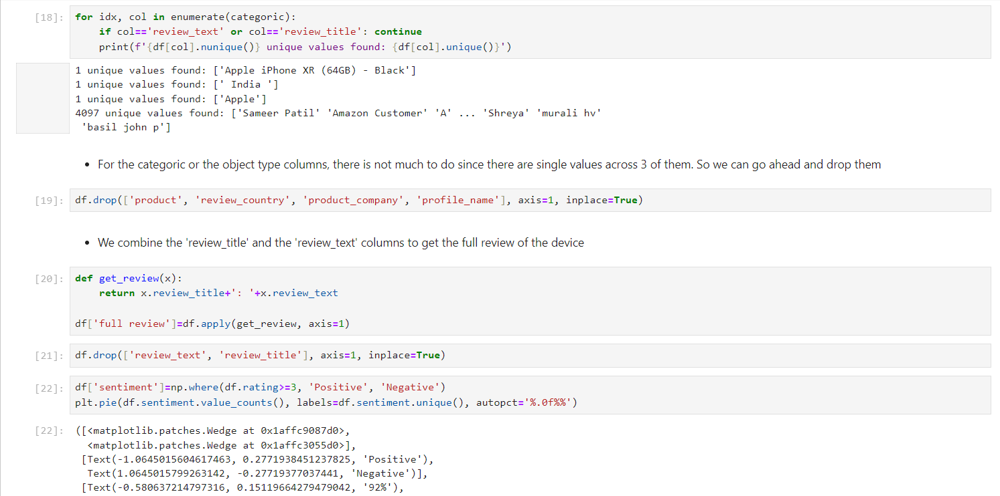 [18]: for idx, col in enumerate(categoric):
    if col=='review_text' or col=='review_title': continue
    print(f'{df[col].nunique()} unique values found: {df[col].unique()}')
1 unique values found: ['Apple iPhone XR (64GB) - Black']
1 unique values found: [' India ']
1 unique values found: ['Apple']
4097 unique values found: ['Sameer Patil' 'Amazon Customer' 'A' ... 'Shreya' 'murali hv'
 'basil john p']
• For the categoric or the object type columns, there is not much to do since there are single values across 3 of them. So we can go ahead and drop them
[19]: df.drop(['product', 'review_country', 'product_company', 'profile_name'], axis=1, inplace=True)
• We combine the 'review_title' and the 'review_text' columns to get the full review of the device
[20]: def get_review(x):
    return x.review_title+': '+x.review_text
df['full review']=df.apply(get_review, axis=1)
[21]: df.drop(['review_text', 'review_title'], axis=1, inplace=True)
[22]: df['sentiment']=np.where(df.rating>=3, 'Positive', 'Negative')
plt.pie(df.sentiment.value_counts(), labels=df.sentiment.unique(), autopct='%.0f%%')
[22]: ([<matplotlib.patches.Wedge at 0x1affc9087d0>,
  <matplotlib.patches.Wedge at 0x1affc3055d0>],
 [Text(-1.0645015604617463, 0.2771938451237825, 'Positive'),
  Text(1.0645015799263142, -0.27719377037441, 'Negative')],
 [Text(-0.580637214797316, 0.15119664279479042, '92%'),